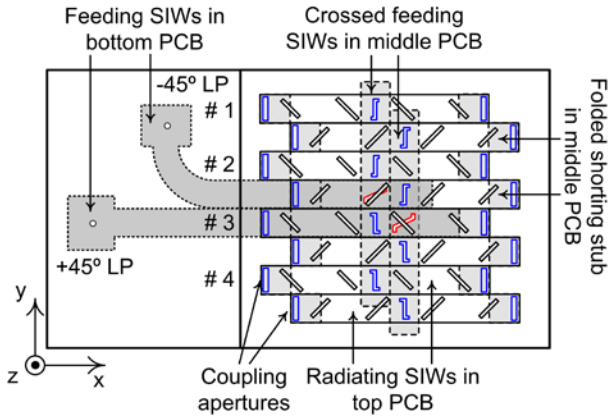 Feeding SIWs in
bottom PCB
Crossed feeding
SIWs in middle PCB
-45º LP
# 1
# 2
# 3
# 4
+45º LP
Folded shorting stub
in middle PCB
y
z
x
Coupling
apertures
Radiating SIWs in
top PCB